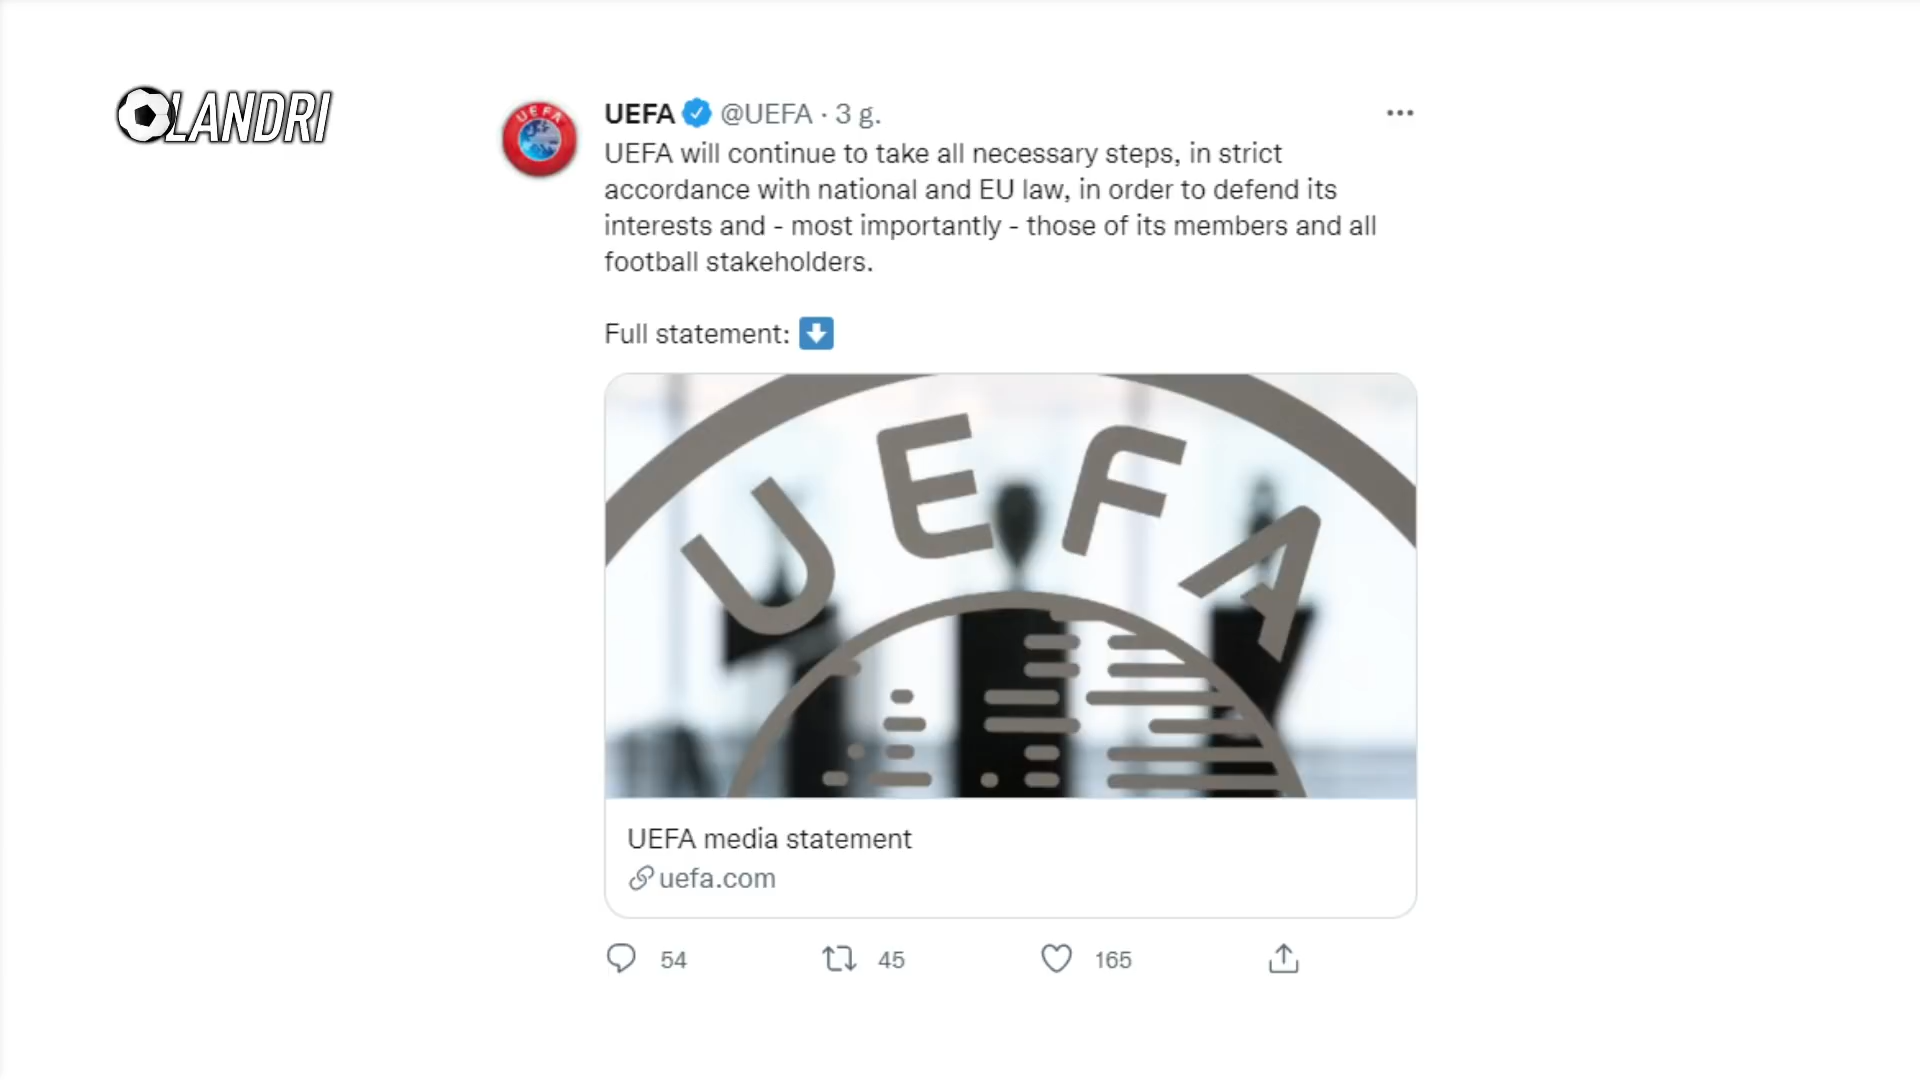 OLANDRI
UEFA @UEFA · 3 g.
UEFA will continue to take all necessary steps, in strict
accordance with national and EU law, in order to defend its
interests and - most importantly - those of its members and all
football stakeholders.
Full statement:
UEFA
UEFA media statement
uefa.com
54 45 165